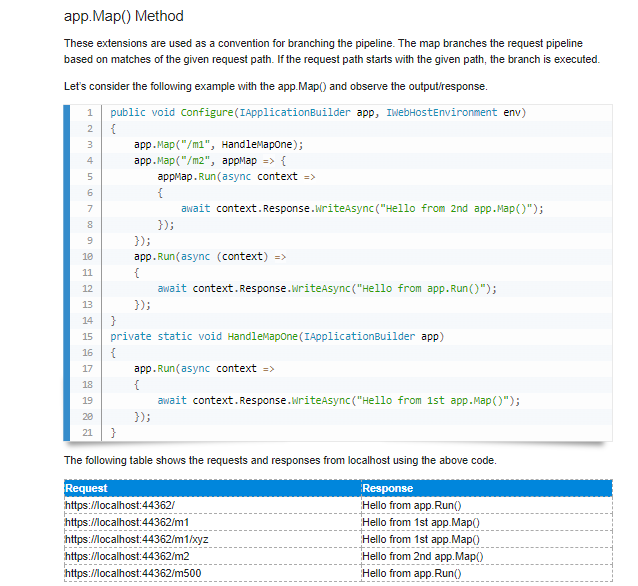 app.Map() Method
These extensions are used as a convention for branching the pipeline. The map branches the request pipeline
based on matches of the given request path. If the request path starts with the given path, the branch is executed.
Let's consider the following example with the app.Map() and observe the output/response.
1 public void Configure(IApplicationBuilder app, IWebHostEnvironment env)
2 {
3 app.Map("/m1", HandleMapOne);
4 app.Map("/m2", appMap => {
5 appMap.Run(async context =>
6 {
7 await context.Response.WriteAsync("Hello from 2nd app.Map()");
8 });
9 });
10 app.Run(async (context) =>
11 {
12 await context.Response.WriteAsync("Hello from app.Run()");
13 });
14 }
15 private static void HandleMapOne(IApplicationBuilder app)
16 {
17 app.Run(async context =>
18 {
19 await context.Response.WriteAsync("Hello from 1st app.Map()");
20 });
21 }
The following table shows the requests and responses from localhost using the above code.
Request Response
https://localhost:44362/ Hello from app.Run()
https://localhost:44362/m1 Hello from 1st app.Map()
https://localhost:44362/m1/xyz Hello from 1st app.Map()
https://localhost:44362/m2 Hello from 2nd app.Map()
https://localhost:44362/m500 Hello from app.Run()